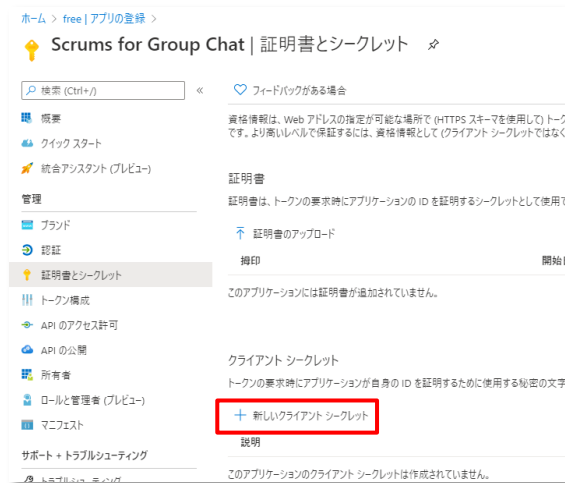 ホーム > free | アプリの登録 >
Scrums for Group Chat | 証明書とシークレット
検索 (Ctrl+/)
«
概要
クイック スタート
統合アシスタント (プレビュー)
管理
ブランド
認証
証明書とシークレット
トークン構成
API のアクセス許可
API の公開
所有者
ロールと管理者 (プレビュー)
マニフェスト
サポート + トラブルシューティング
トラブルシューティング
フィードバックがある場合
資格情報は、Web アドレスの指定が可能な場所で (HTTPS スキーマを使用して) トーク
です。より高いレベルで保証するには、資格情報として (クライアント シークレットではなく
証明書
証明書は、トークンの要求時にアプリケーションの ID を証明するシークレットとして使用で
証明書のアップロード
拇印 開始
このアプリケーションには証明書が追加されていません。
クライアント シークレット
トークンの要求時にアプリケーションが自身の ID を証明するために使用する秘密の文字
新しいクライアント シークレット
説明
このアプリケーションのクライアント シークレットは作成されていません。